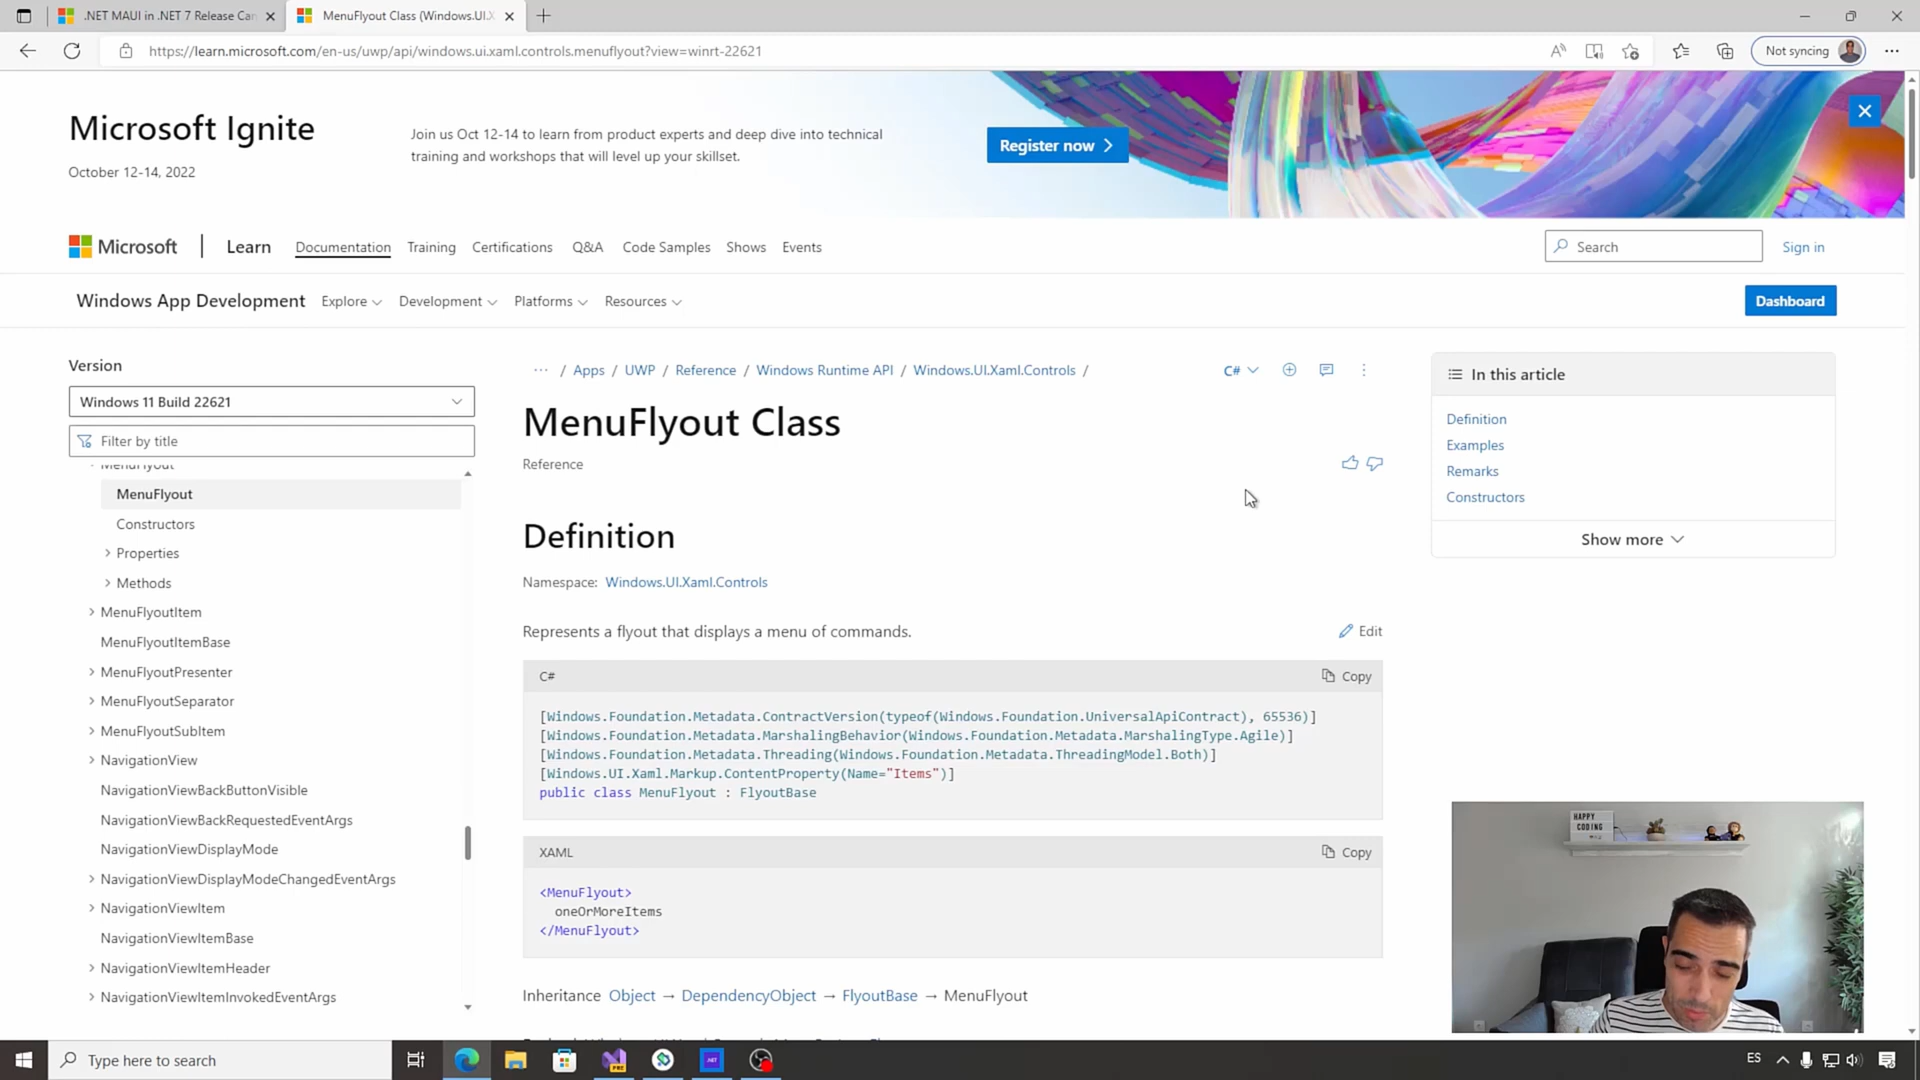 .NET MAUI in .NET 7 Release Can
MenuFlyout Class (Windows.UI.X
https://learn.microsoft.com/en-us/uwp/api/windows.ui.xaml.controls.menuflyout?view=winrt-22621
Not syncing
Microsoft Ignite
October 12-14, 2022
Join us Oct 12-14 to learn from product experts and deep dive into technical
training and workshops that will level up your skillset.
Register now
Microsoft
Learn
Documentation
Training
Certifications
Q&A
Code Samples
Shows
Events
Search
Sign in
Windows App Development
Explore
Development
Platforms
Resources
Dashboard
Version
Windows 11 Build 22621
Filter by title
MenuFlyout
MenuFlyout
Constructors
Properties
Methods
MenuFlyoutItem
MenuFlyoutItemBase
MenuFlyoutPresenter
MenuFlyoutSeparator
MenuFlyoutSubItem
NavigationView
NavigationViewBackButtonVisible
NavigationViewBackRequestedEventArgs
NavigationViewDisplayMode
NavigationViewDisplayModeChangedEventArgs
NavigationViewItem
NavigationViewItemBase
NavigationViewItemHeader
NavigationViewItemInvokedEventArgs
··· / Apps / UWP / Reference / Windows Runtime API / Windows.UI.Xaml.Controls /
C#
MenuFlyout Class
Reference
Definition
Namespace: Windows.UI.Xaml.Controls
Represents a flyout that displays a menu of commands.
Edit
C#
Copy
[Windows.Foundation.Metadata.ContractVersion(typeof(Windows.Foundation.UniversalApiContract), 65536)]
[Windows.Foundation.Metadata.MarshalingBehavior(Windows.Foundation.Metadata.MarshalingType.Agile)]
[Windows.Foundation.Metadata.Threading(Windows.Foundation.Metadata.ThreadingModel.Both)]
[Windows.UI.Xaml.Markup.ContentProperty(Name="Items")]
public class MenuFlyout : FlyoutBase
XAML
Copy
<MenuFlyout>
oneOrMoreItems
</MenuFlyout>
Inheritance Object → DependencyObject → FlyoutBase → MenuFlyout
In this article
Definition
Examples
Remarks
Constructors
Show more
HAPPY
CODING
Type here to search
PRE
.NET
ES